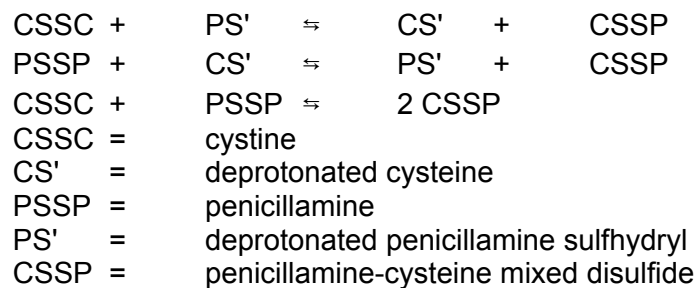 CSSC + PS' ⇆ CS' + CSSP
PSSP + CS' ⇆ PS' + CSSP
CSSC + PSSP ⇆ 2 CSSP
CSSC = cystine
CS' = deprotonated cysteine
PSSP = penicillamine
PS' = deprotonated penicillamine sulfhydryl
CSSP = penicillamine-cysteine mixed disulfide